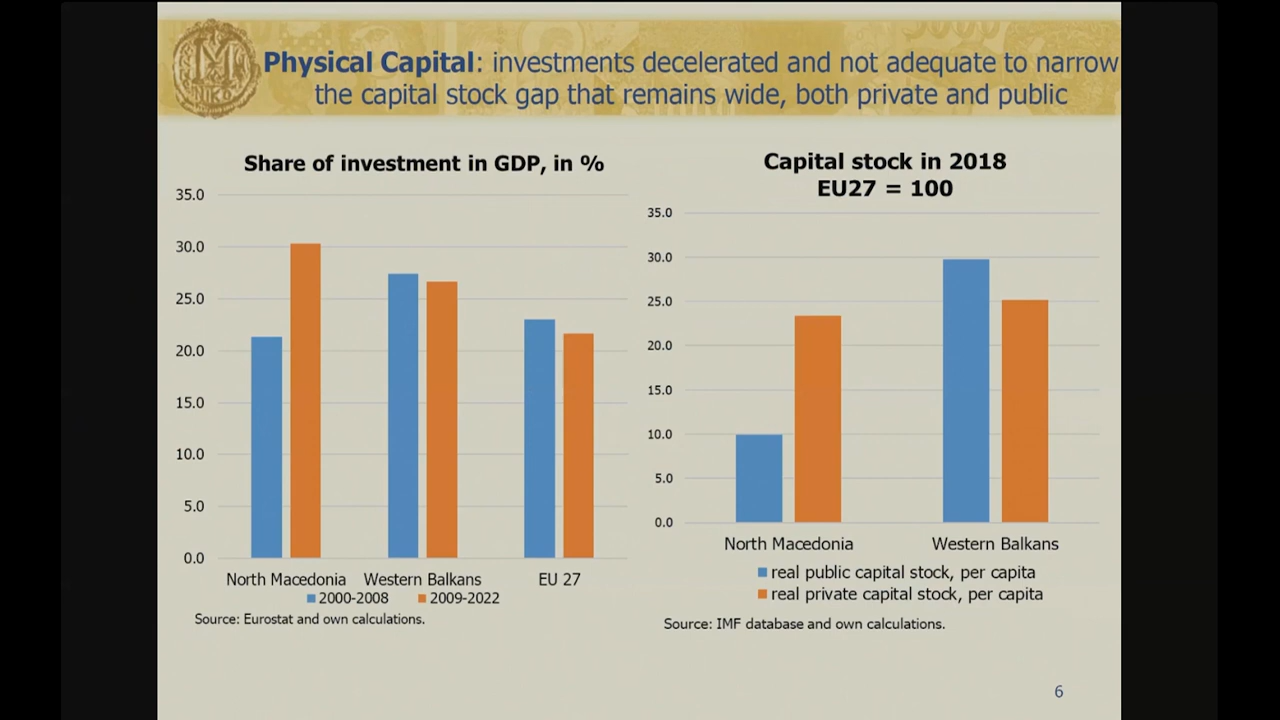 Physical Capital: investments decelerated and not adequate to narrow
the capital stock gap that remains wide, both private and public
Share of investment in GDP, in %
35.0
30.0
25.0
20.0
15.0
10.0
5.0
0.0
North Macedonia Western Balkans EU 27
2000-2008 2009-2022
Source: Eurostat and own calculations.
Capital stock in 2018
EU27 = 100
35.0
30.0
25.0
20.0
15.0
10.0
5.0
0.0
North Macedonia Western Balkans
real public capital stock, per capita
real private capital stock, per capita
Source: IMF database and own calculations.
6